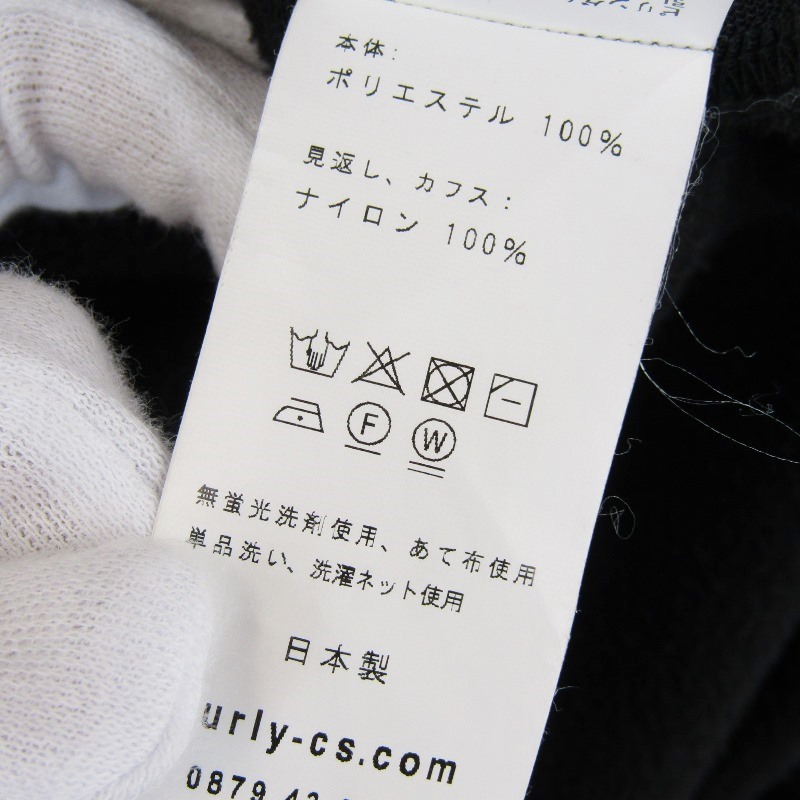 本体:
ポリエステル 100%
見返し、カフス:
ナイロン 100%
F
W
無蛍光洗剤使用、あて布使用
単品洗い、洗濯ネット使用
日本製
urly-cs.com
0879